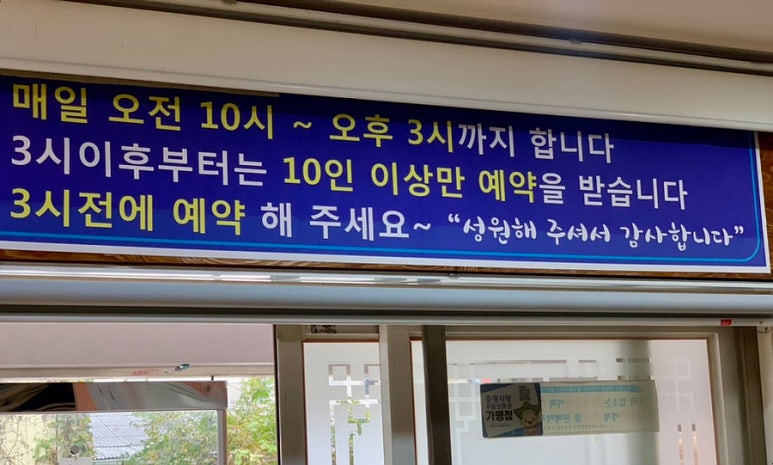 매일 오전 10시 ~ 오후 3시까지 합니다
3시이후부터는 10인 이상만 예약을 받습니다
3시전에 예약 해 주세요~ “성원해 주셔서 감사합니다”
가맹점